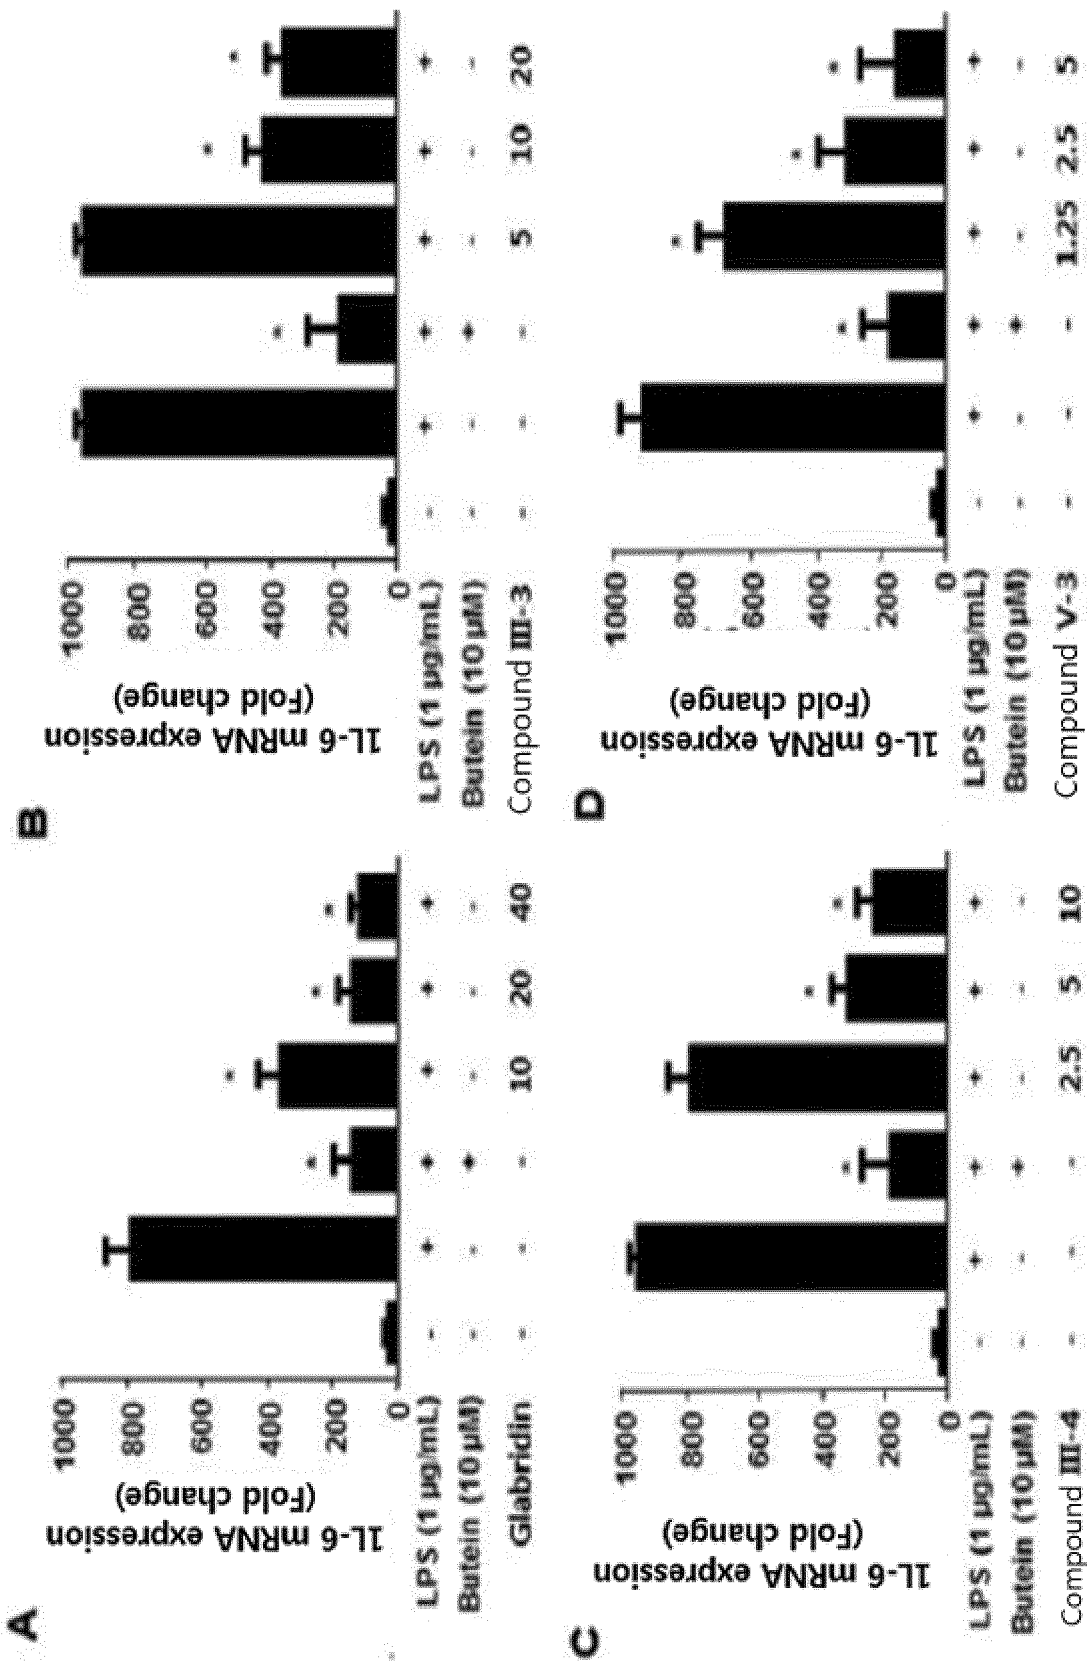 A
1L-6 mRNA expression
(Fold change)
1000
800
600
400
200
0
LPS (1 µg/mL) - + + + + +
Butein (10 µM) - - + - - -
Glabridin - - - 10 20 40
B
1L-6 mRNA expression
(Fold change)
1000
800
600
400
200
0
LPS (1 µg/mL) - + + + + +
Butein (10 µM) - - + - - -
Compound III-3 - - - 5 10 20
C
1L-6 mRNA expression
(Fold change)
1000
800
600
400
200
0
LPS (1 µg/mL) - + + + + +
Butein (10 µM) - - + - - -
Compound III-4 - - - 2.5 5 10
D
1L-6 mRNA expression
(Fold change)
1000
800
600
400
200
0
LPS (1 µg/mL) - + + + + +
Butein (10 µM) - - + - - -
Compound V-3 - - - 1.25 2.5 5